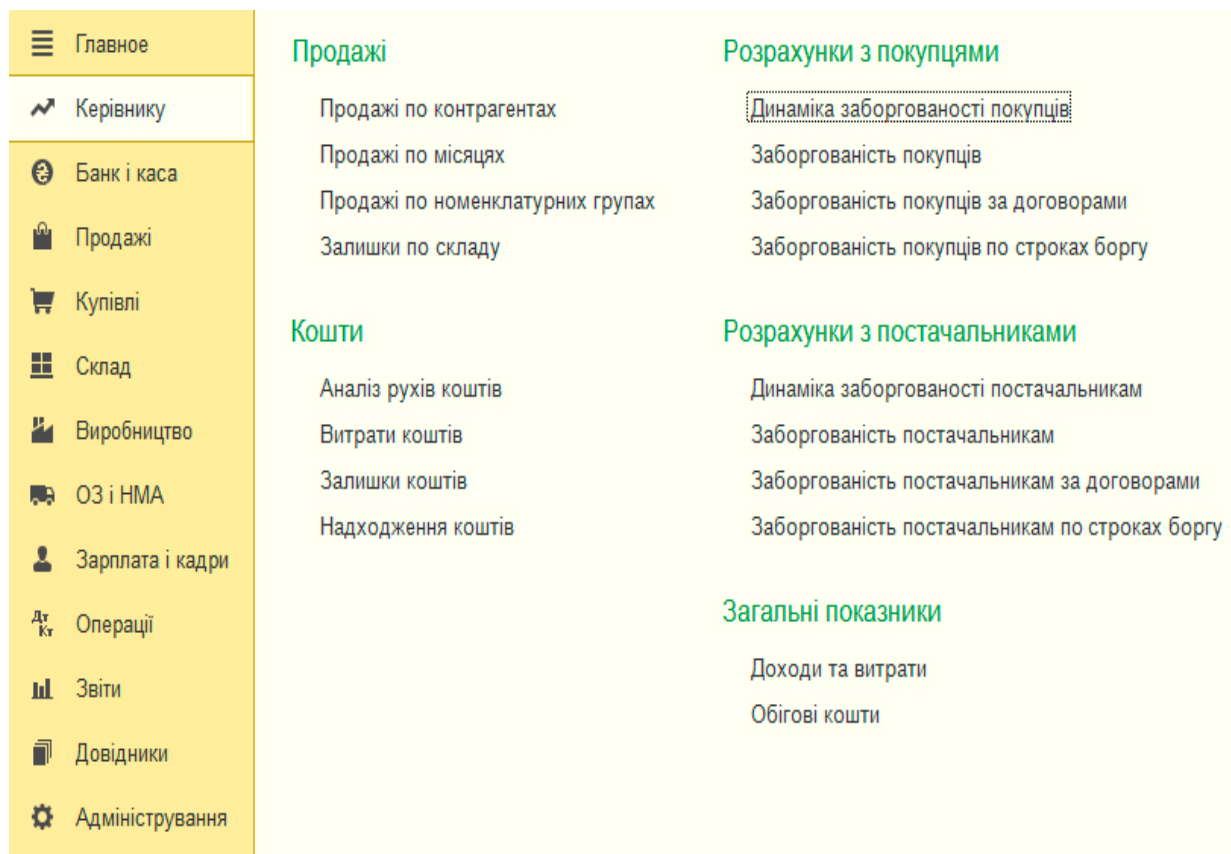 Главное
Керівнику
Банк і каса
Продажі
Купівлі
Склад
Виробництво
ОЗ і НМА
Зарплата і кадри
Дт
Кт
Операції
Звіти
Довідники
Адміністрування
Продажі
Продажі по контрагентах
Продажі по місяцях
Продажі по номенклатурних групах
Залишки по складу
Кошти
Аналіз рухів коштів
Витрати коштів
Залишки коштів
Надходження коштів
Розрахунки з покупцями
Динаміка заборгованості покупців
Заборгованість покупців
Заборгованість покупців за договорами
Заборгованість покупців по строках боргу
Розрахунки з постачальниками
Динаміка заборгованості постачальникам
Заборгованість постачальникам
Заборгованість постачальникам за договорами
Заборгованість постачальникам по строках боргу
Загальні показники
Доходи та витрати
Обігові кошти